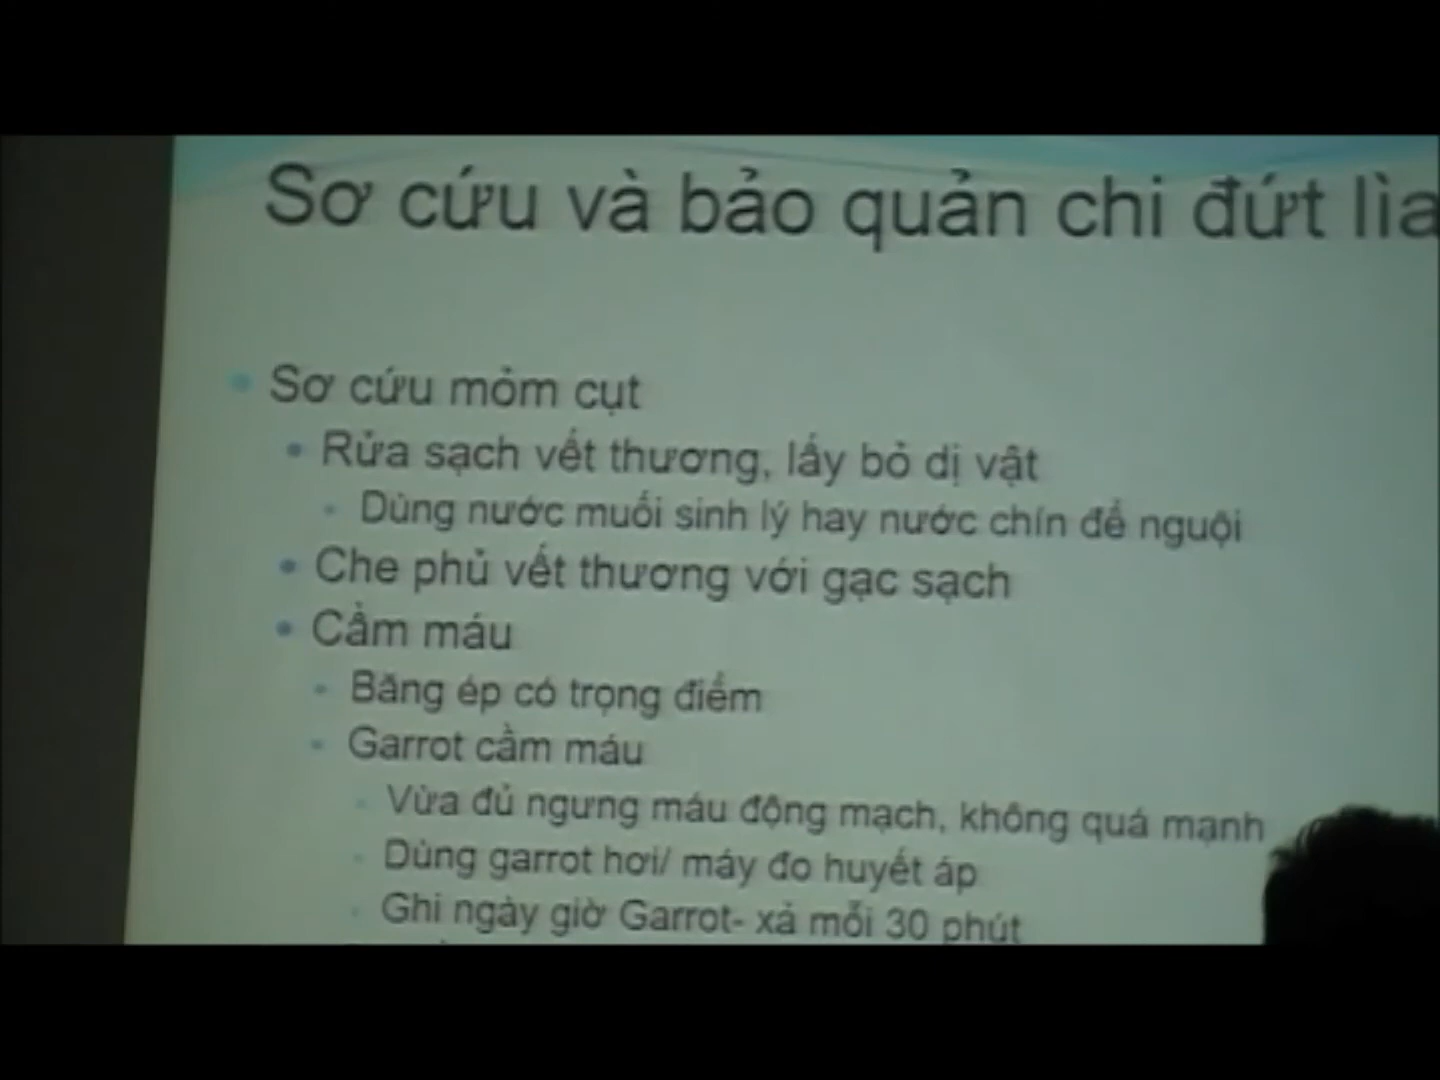 Sơ cứu và bảo quản chi đứt lìa
Sơ cứu mỏm cụt
Rửa sạch vết thương, lấy bỏ dị vật
Dùng nước muối sinh lý hay nước chín để nguội
Che phủ vết thương với gạc sạch
Cầm máu
Băng ép có trọng điểm
Garrot cầm máu
Vừa đủ ngưng máu động mạch, không quá mạnh
Dùng garrot hơi/ máy đo huyết áp
Ghi ngày giờ Garrot- xả mỗi 30 phút